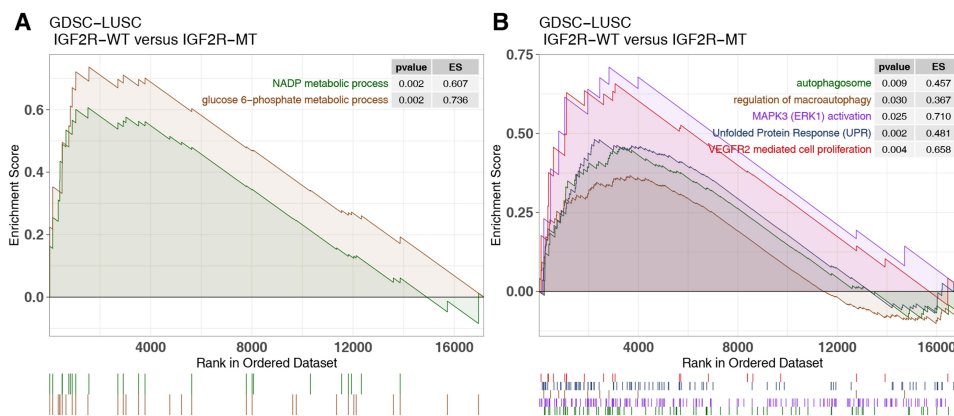 A
GDSC−LUSC
IGF2R−WT versus IGF2R−MT
pvalue ES
NADP metabolic process 0.002 0.607
glucose 6−phosphate metabolic process 0.002 0.736
Enrichment Score
0.6
0.4
0.2
0.0
4000 8000 12000 16000
Rank in Ordered Dataset
B
GDSC−LUSC
IGF2R−WT versus IGF2R−MT
pvalue ES
autophagosome 0.009 0.457
regulation of macroautophagy 0.030 0.367
MAPK3 (ERK1) activation 0.025 0.710
Unfolded Protein Response (UPR) 0.002 0.481
VEGFR2 mediated cell proliferation 0.004 0.658
Enrichment Score
0.75
0.50
0.25
0.00
4000 8000 12000 16000
Rank in Ordered Dataset